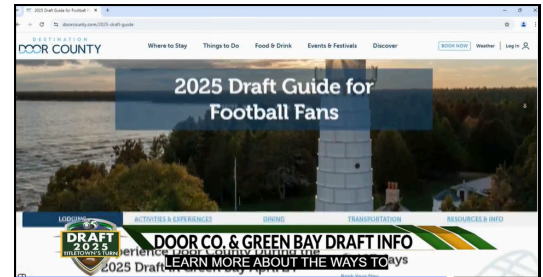 2025 Draft Guide for Football F
doorcounty.com/2025-draft-guide
DESTINATION
DOOR COUNTY
Where to Stay
Things to Do
Food & Drink
Events & Festivals
Discover
BOOK NOW
Weather
Log In
2025 Draft Guide for
Football Fans
LODGING
ACTIVITIES & EXPERIENCES
DINING
TRANSPORTATION
RESOURCES & INFO
DRAFT
2025
TITLETOWN'S TURN
DOOR CO. & GREEN BAY DRAFT INFO
LEARN MORE ABOUT THE WAYS TO
2025 Draft